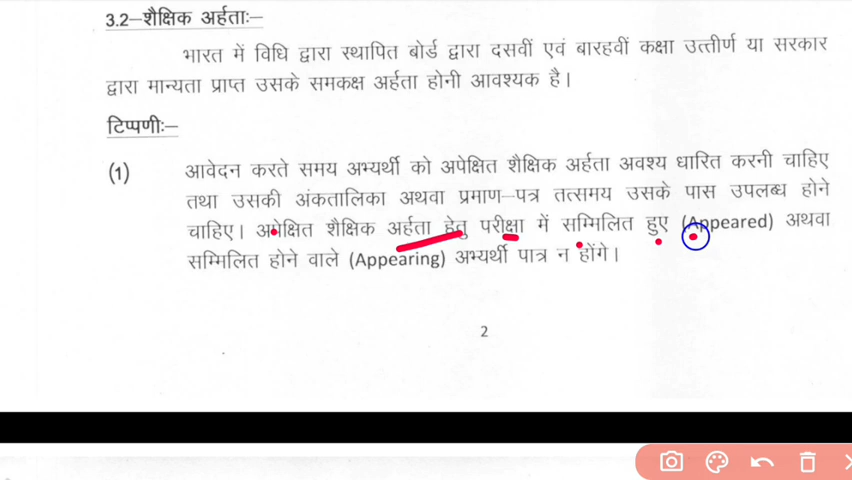 3.2–शैक्षिक अर्हताः–
भारत में विधि द्वारा स्थापित बोर्ड द्वारा दसवीं एवं बारहवीं कक्षा उत्तीर्ण या सरकार
द्वारा मान्यता प्राप्त उसके समकक्ष अर्हता होनी आवश्यक है।
टिप्पणीः–
(1) आवेदन करते समय अभ्यर्थी को अपेक्षित शैक्षिक अर्हता अवश्य धारित करनी चाहिए
तथा उसकी अंकतालिका अथवा प्रमाण–पत्र तत्समय उसके पास उपलब्ध होने
चाहिए। अपेक्षित शैक्षिक अर्हता हेतु परीक्षा में सम्मिलित हुए (Appeared) अथवा
सम्मिलित होने वाले (Appearing) अभ्यर्थी पात्र न होंगे।
2